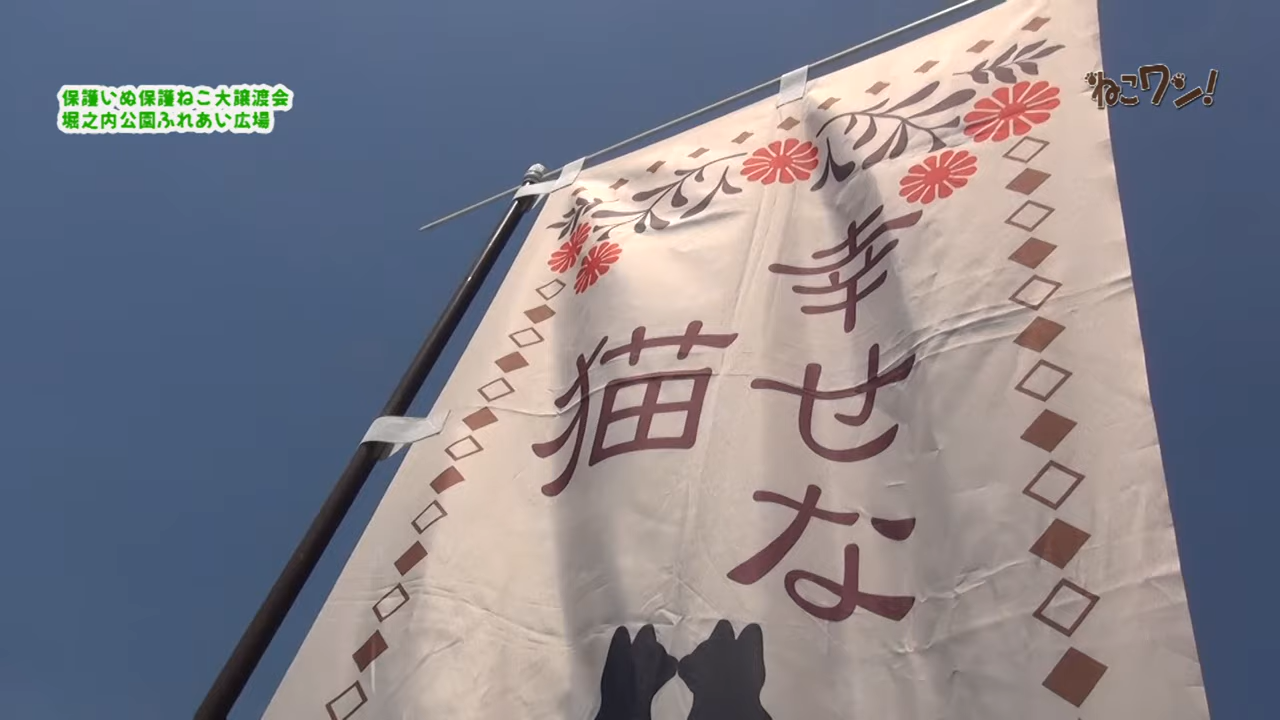 保護いぬ保護ねこ大譲渡会
堀之内公園ふれあい広場
ねこワン!
幸せな
猫